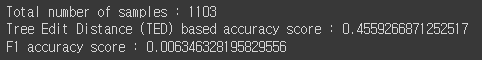 Total number of samples : 1103
Tree Edit Distance (TED) based accuracy score : 0.4559266871252517
F1 accuracy score : 0.006346328195829556